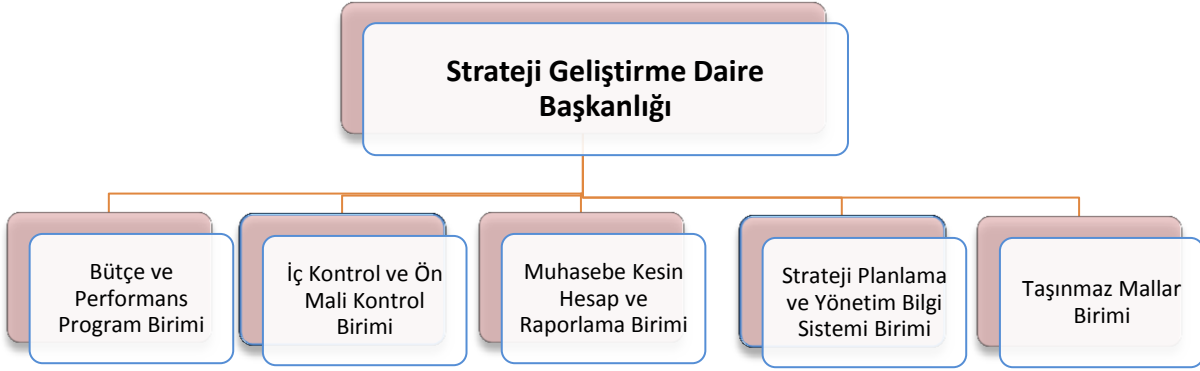 Strateji Geliştirme Daire
Başkanlığı
Bütçe ve
Performans
Program Birimi
İç Kontrol ve Ön
Mali Kontrol
Birimi
Muhasebe Kesin
Hesap ve
Raporlama Birimi
Strateji Planlama
ve Yönetim Bilgi
Sistemi Birimi
Taşınmaz Mallar
Birimi